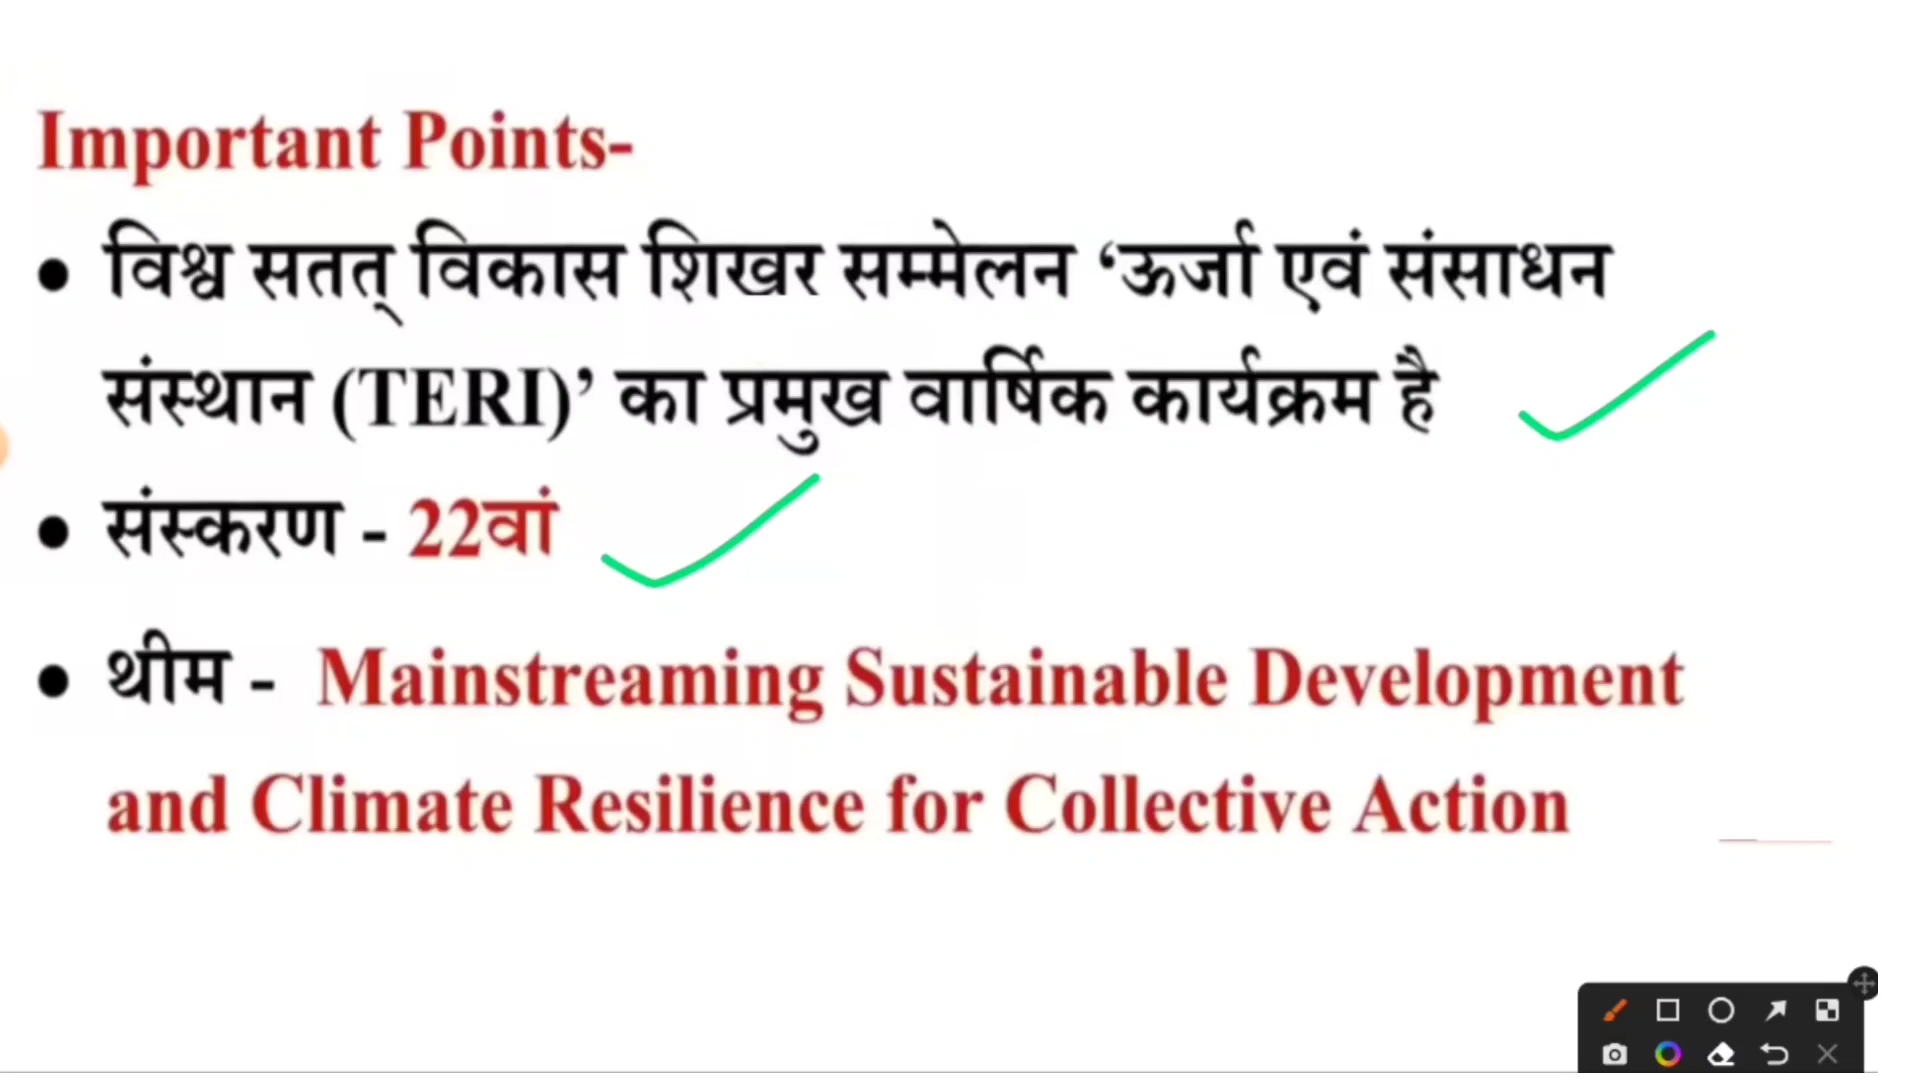 Important Points-
• विश्व सतत् विकास शिखर सम्मेलन ‘ऊर्जा एवं संसाधन
संस्थान (TERI)’ का प्रमुख वार्षिक कार्यक्रम है
• संस्करण - 22वां
• थीम - Mainstreaming Sustainable Development
and Climate Resilience for Collective Action